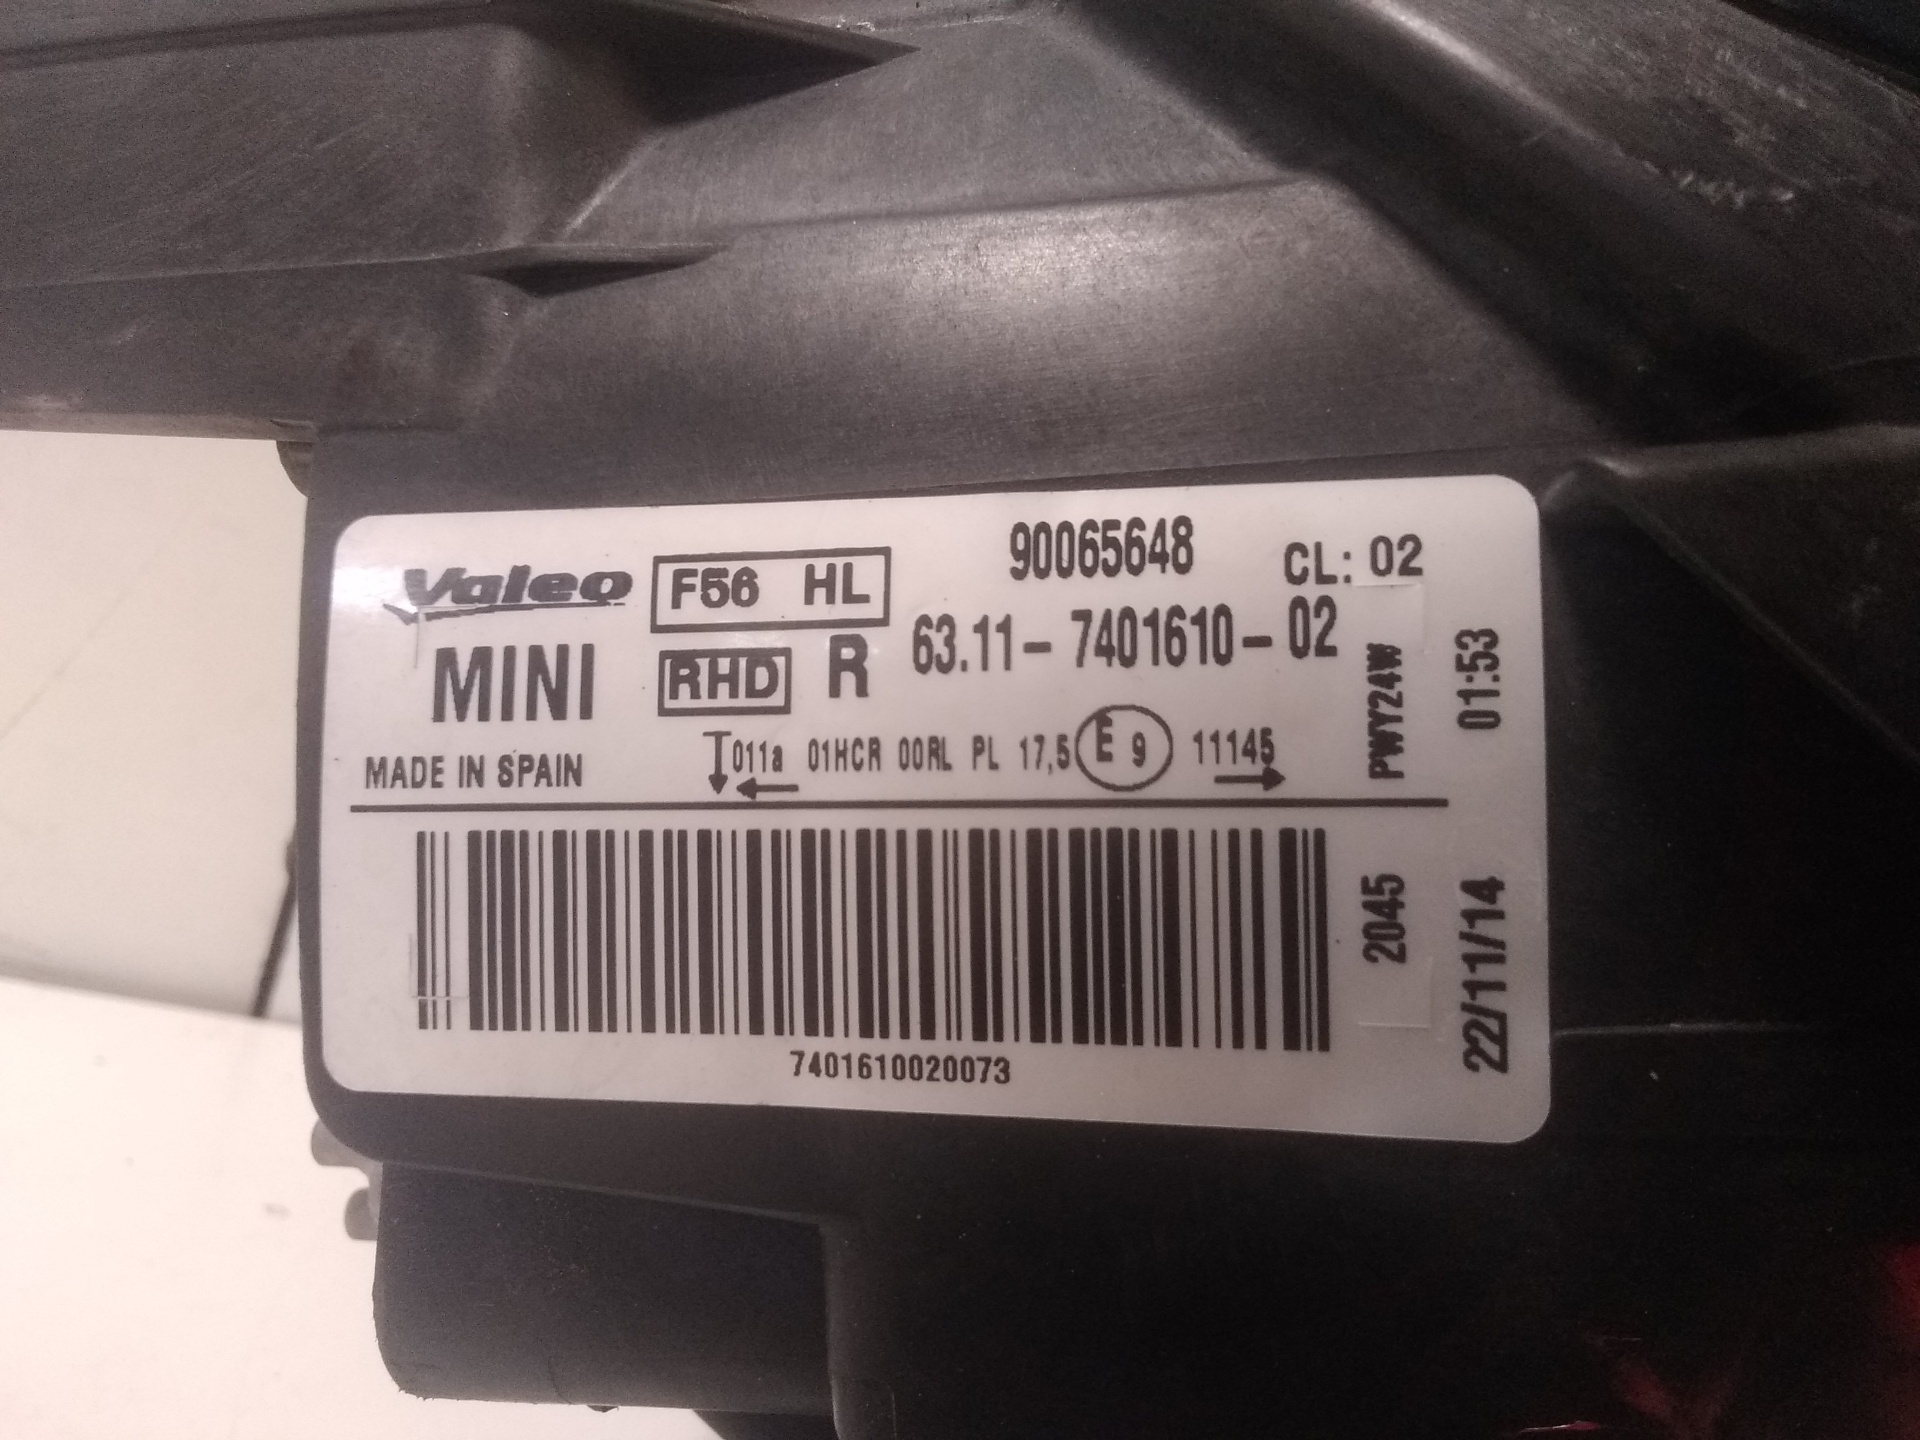 Valeo F56 HL 90065648 CL: 02
MINI RHD R 63.11-7401610-02
MADE IN SPAIN 011a 01HCR 00RL PL 17,5 E 9 11145
PWY24W
01:53
2045
22/11/14
7401610020073